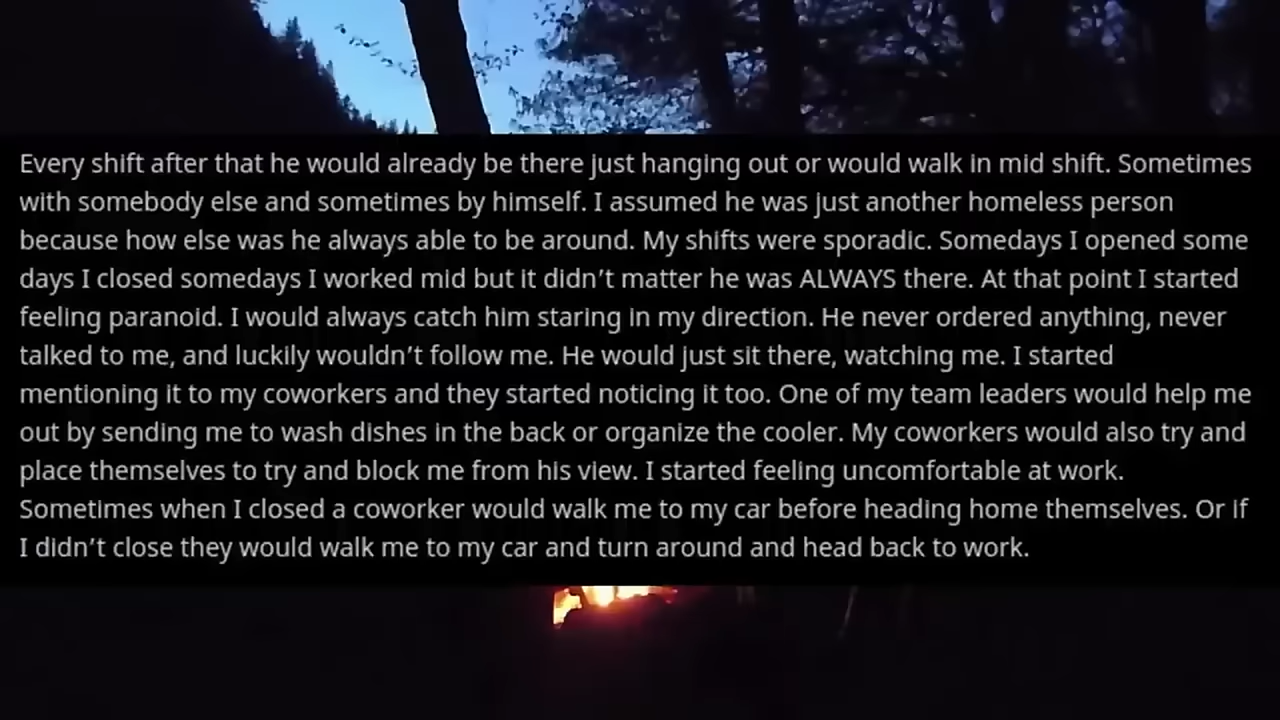 Every shift after that he would already be there just hanging out or would walk in mid shift. Sometimes
with somebody else and sometimes by himself. I assumed he was just another homeless person
because how else was he always able to be around. My shifts were sporadic. Somedays I opened some
days I closed somedays I worked mid but it didn’t matter he was ALWAYS there. At that point I started
feeling paranoid. I would always catch him staring in my direction. He never ordered anything, never
talked to me, and luckily wouldn’t follow me. He would just sit there, watching me. I started
mentioning it to my coworkers and they started noticing it too. One of my team leaders would help me
out by sending me to wash dishes in the back or organize the cooler. My coworkers would also try and
place themselves to try and block me from his view. I started feeling uncomfortable at work.
Sometimes when I closed a coworker would walk me to my car before heading home themselves. Or if
I didn’t close they would walk me to my car and turn around and head back to work.